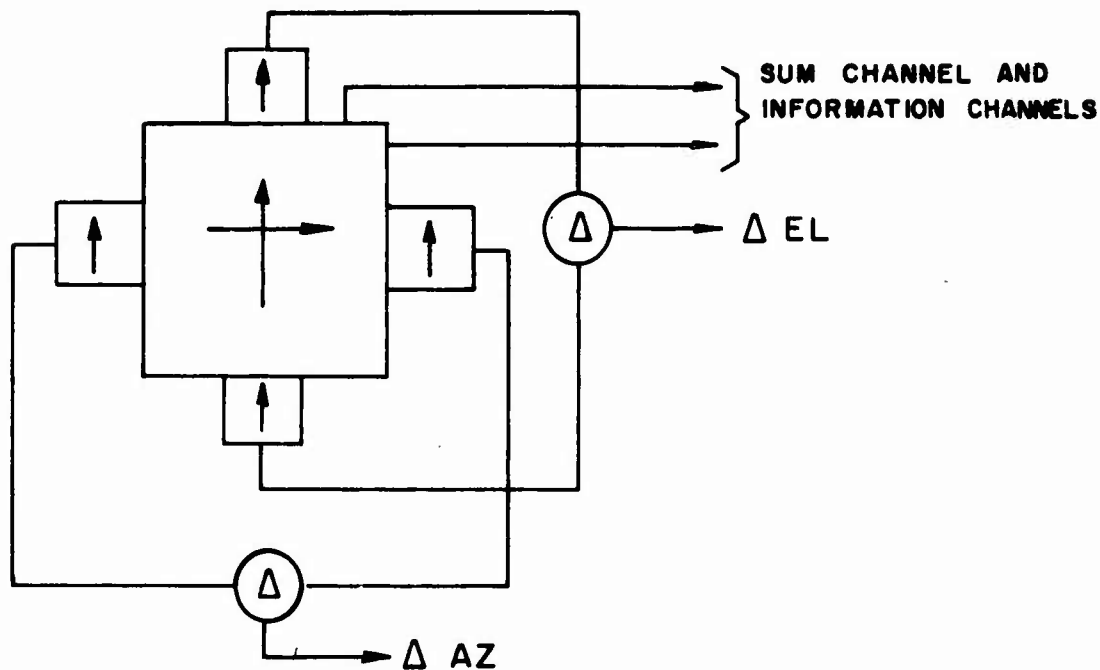 SUM CHANNEL AND
INFORMATION CHANNELS
Δ
Δ EL
Δ
Δ AZ